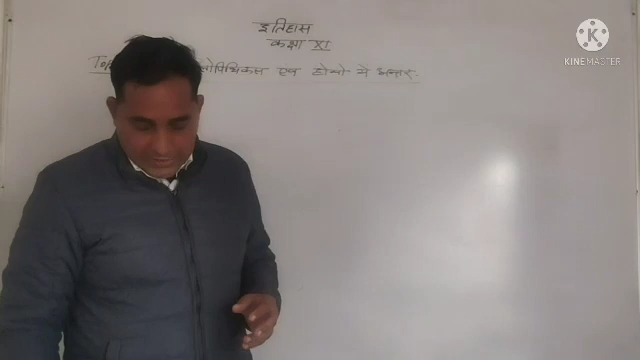 इतिहास
कक्षा XI
एवं होमो में अन्तर:
KINEMASTER